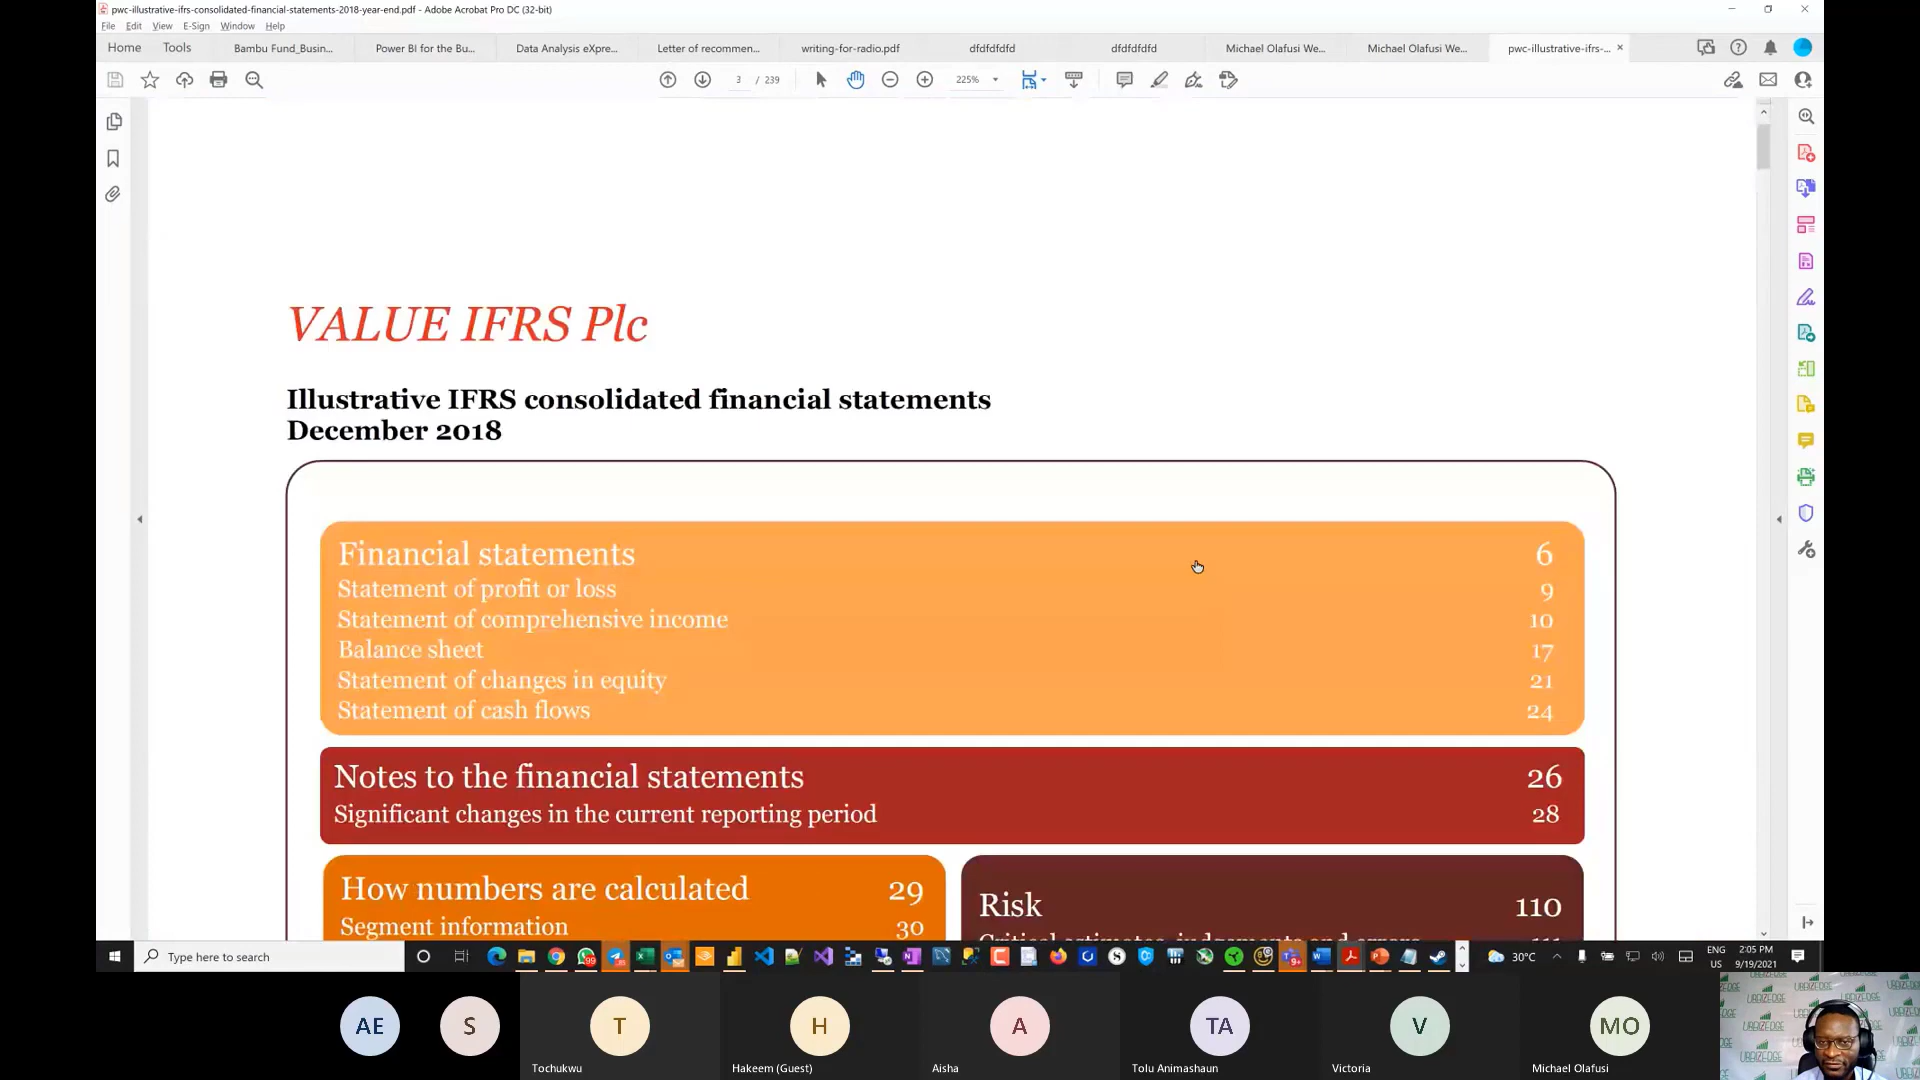 pwc-illustrative-ifrs-consolidated-financial-statements-2018-year-end.pdf - Adobe Acrobat Pro DC (32-bit)
File Edit View E-Sign Window Help
Home Tools Bambu Fund_Busin... Power BI for the Bu... Data Analysis eXpre... Letter of recommen... writing-for-radio.pdf dfdfdfdfd dfdfdfdfd Michael Olafusi We... Michael Olafusi We... pwc-illustrative-ifrs-... ×
3 / 239 225%
VALUE IFRS Plc
Illustrative IFRS consolidated financial statements
December 2018
Financial statements 6
Statement of profit or loss 9
Statement of comprehensive income 10
Balance sheet 17
Statement of changes in equity 21
Statement of cash flows 24
Notes to the financial statements 26
Significant changes in the current reporting period 28
How numbers are calculated 29
Segment information 30
Risk 110
Critical estimates, judgements and errors 111
Type here to search
30°C
ENG
US
2:05 PM
9/19/2021
AE S T H A TA V MO
Tochukwu Hakeem (Guest) Aisha Tolu Animashaun Victoria Michael Olafusi
UBIZEDGE